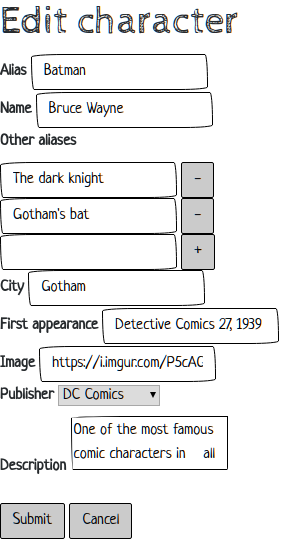 Edit character
Alias Batman
Name Bruce Wayne
Other aliases
The dark knight -
Gotham's bat -
+
City Gotham
First appearance Detective Comics 27, 1939
Image https://i.imgur.com/P5cAC
Publisher DC Comics ▼
One of the most famous
comic characters in all
Description
Submit Cancel